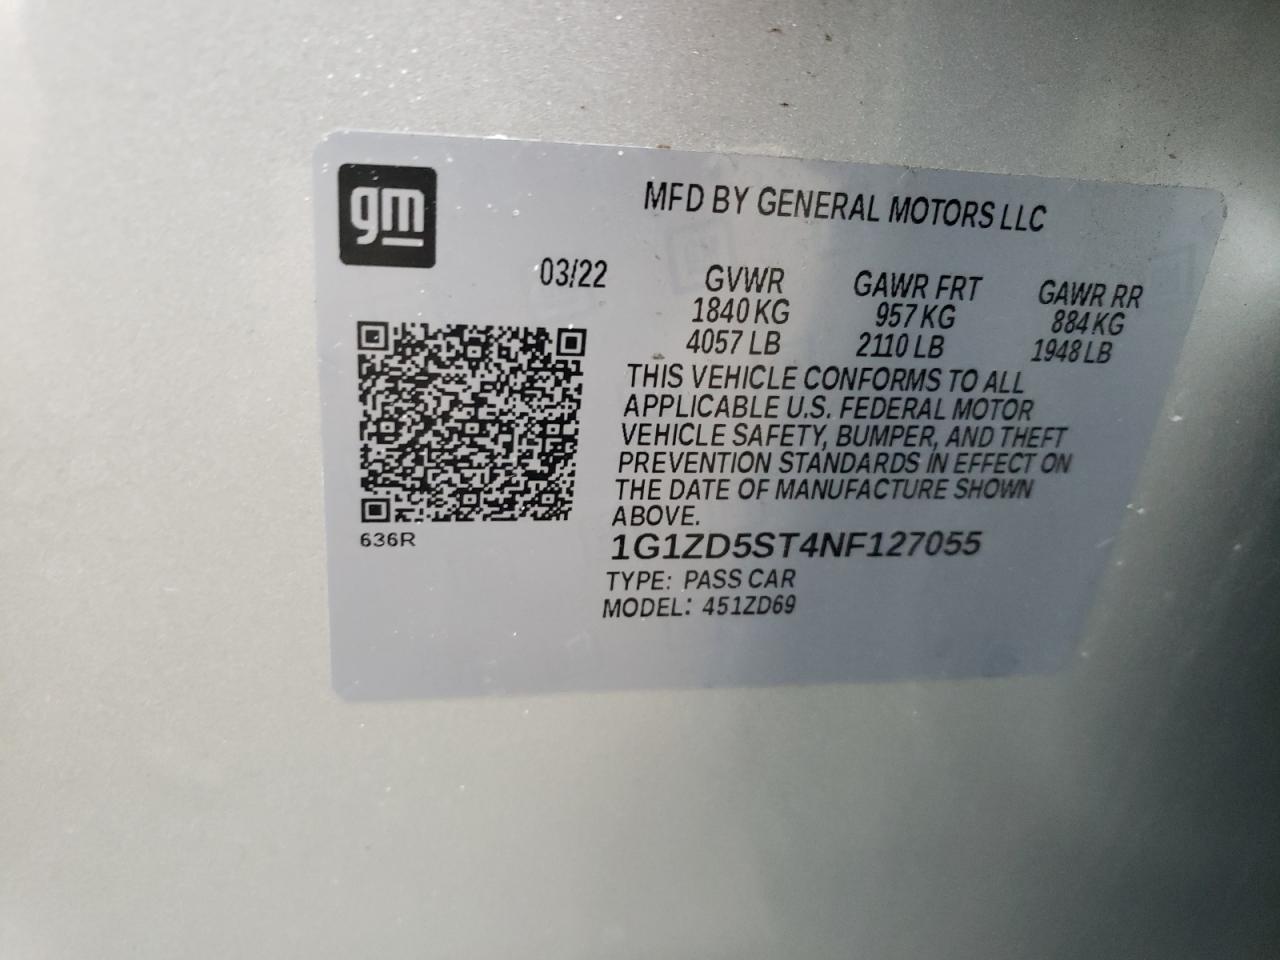 gm
MFD BY GENERAL MOTORS LLC
03/22 GVWR GAWR FRT GAWR RR
1840 KG 957 KG 884 KG
4057 LB 2110 LB 1948 LB
THIS VEHICLE CONFORMS TO ALL
APPLICABLE U.S. FEDERAL MOTOR
VEHICLE SAFETY, BUMPER, AND THEFT
PREVENTION STANDARDS IN EFFECT ON
THE DATE OF MANUFACTURE SHOWN
ABOVE.
636R
1G1ZD5ST4NF127055
TYPE: PASS CAR
MODEL: 451ZD69